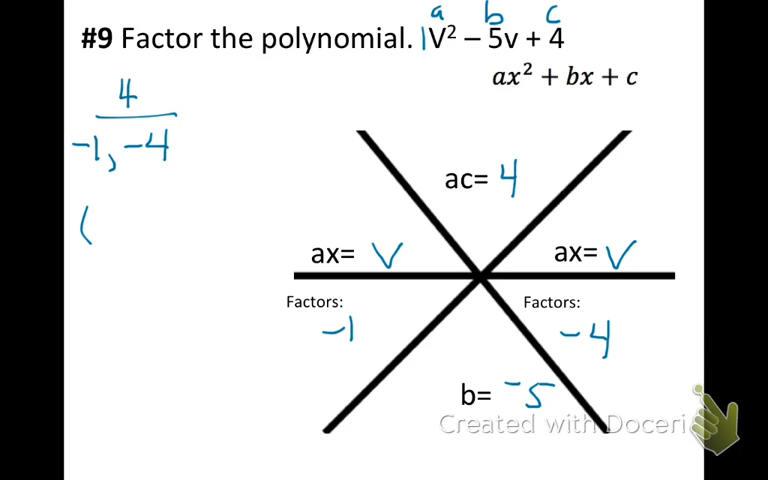 a b c
#9 Factor the polynomial. 1V² – 5v + 4
ax² + bx + c
4
-1, -4
(
ac= 4
ax= V ax= V
Factors: Factors:
-1 -4
b= -5
Created with Doceri